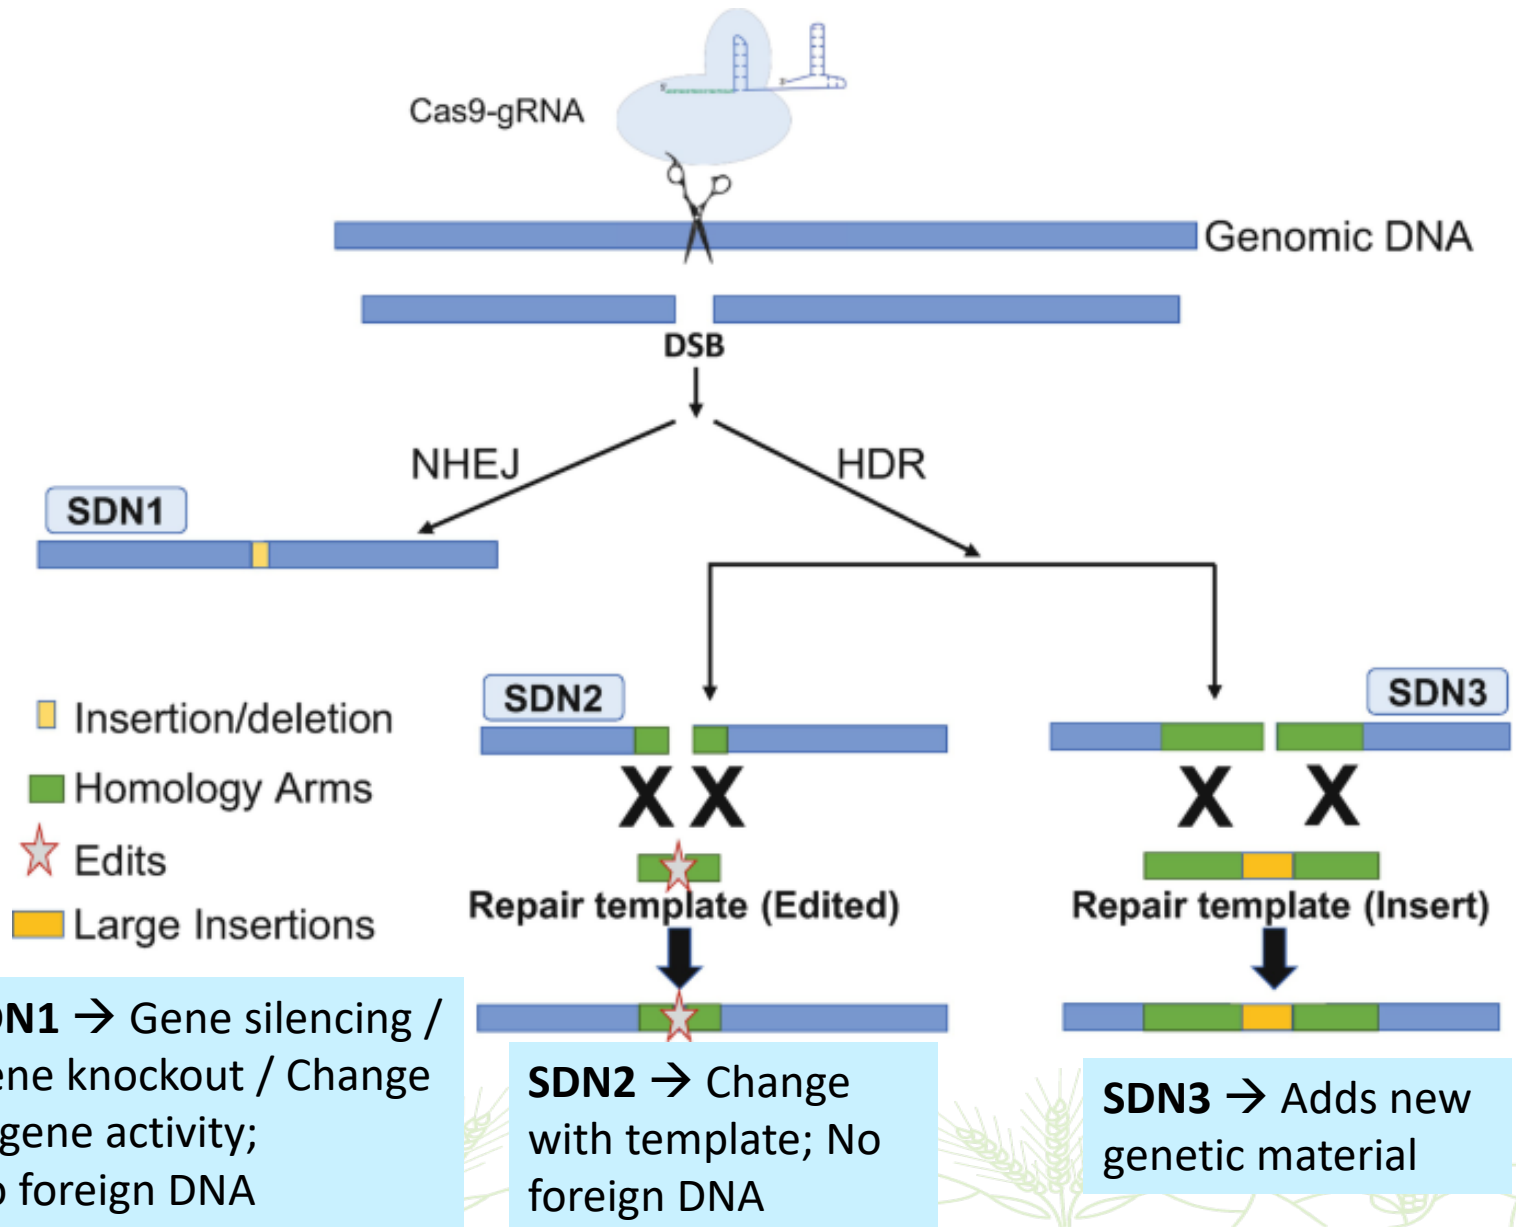 Cas9-gRNA
Genomic DNA
DSB
NHEJ
HDR
SDN1
SDN2
SDN3
Insertion/deletion
Homology Arms
Edits
Large Insertions
X X
X X
Repair template (Edited)
Repair template (Insert)
N1 → Gene silencing /
ene knockout / Change
gene activity;
foreign DNA
SDN2 → Change
with template; No
foreign DNA
SDN3 → Adds new
genetic material